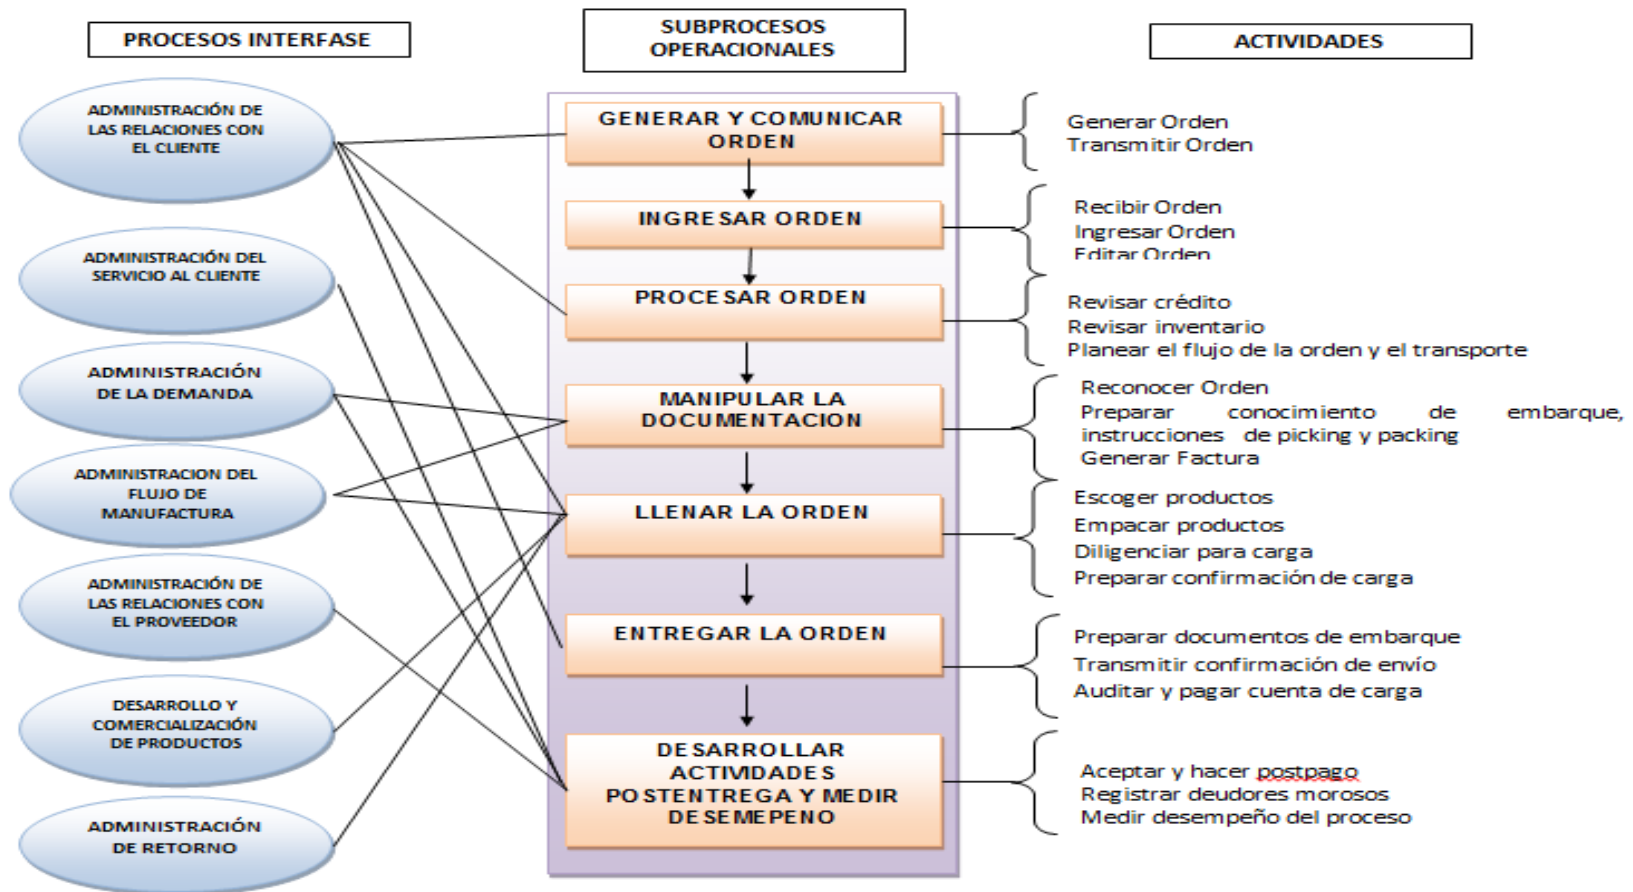 PROCESOS INTERFASE
SUBPROCESOS
OPERACIONALES
ACTIVIDADES
ADMINISTRACIÓN DE
LAS RELACIONES CON
EL CLIENTE
ADMINISTRACIÓN DEL
SERVICIO AL CLIENTE
ADMINISTRACIÓN
DE LA DEMANDA
ADMINISTRACION DEL
FLUJO DE
MANUFACTURA
ADMINISTRACIÓN DE
LAS RELACIONES CON
EL PROVEEDOR
DESARROLLO Y
COMERCIALIZACIÓN
DE PRODUCTOS
ADMINISTRACIÓN
DE RETORNO
GENERAR Y COMUNICAR
ORDEN
INGRESAR ORDEN
PROCESAR ORDEN
MANIPULAR LA
DOCUMENTACION
LLENAR LA ORDEN
ENTREGAR LA ORDEN
DESARROLLAR
ACTIVIDADES
POSTENTREGA Y MEDIR
DESEMEPENO
Generar Orden
Transmitir Orden
Recibir Orden
Ingresar Orden
Editar Orden
Revisar crédito
Revisar inventario
Planear el flujo de la orden y el transporte
Reconocer Orden
Preparar conocimiento de embarque,
instrucciones de picking y packing
Generar Factura
Escoger productos
Empacar productos
Diligenciar para carga
Preparar confirmación de carga
Preparar documentos de embarque
Transmitir confirmación de envío
Auditar y pagar cuenta de carga
Aceptar y hacer postpago
Registrar deudores morosos
Medir desempeño del proceso